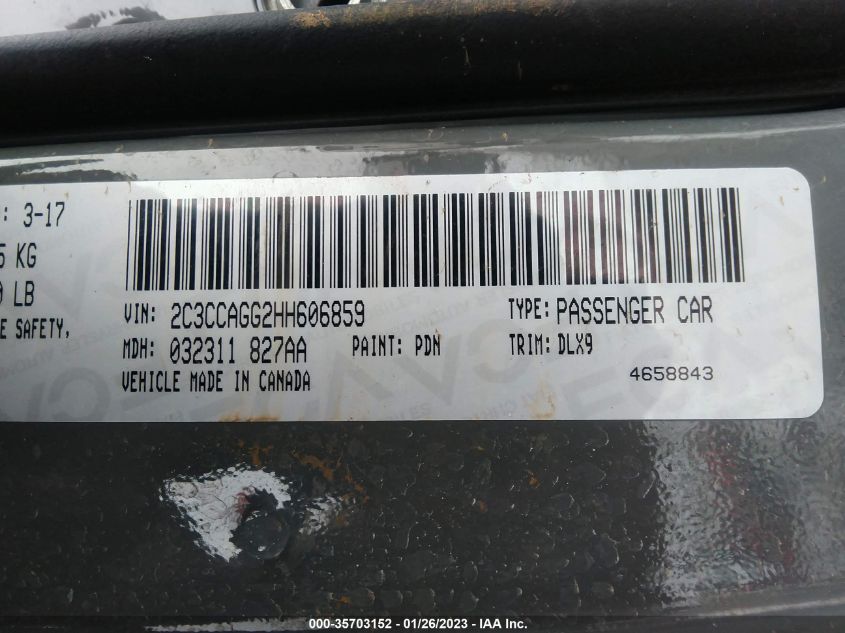 : 3-17
5 KG
LB
E SAFETY,
VIN: 2C3CCAGG2HH606859
TYPE: PASSENGER CAR
MDH: 032311 827AA
PAINT: PDN
TRIM: DLX9
VEHICLE MADE IN CANADA
4658843
000-35703152 - 01/26/2023 - IAA Inc.